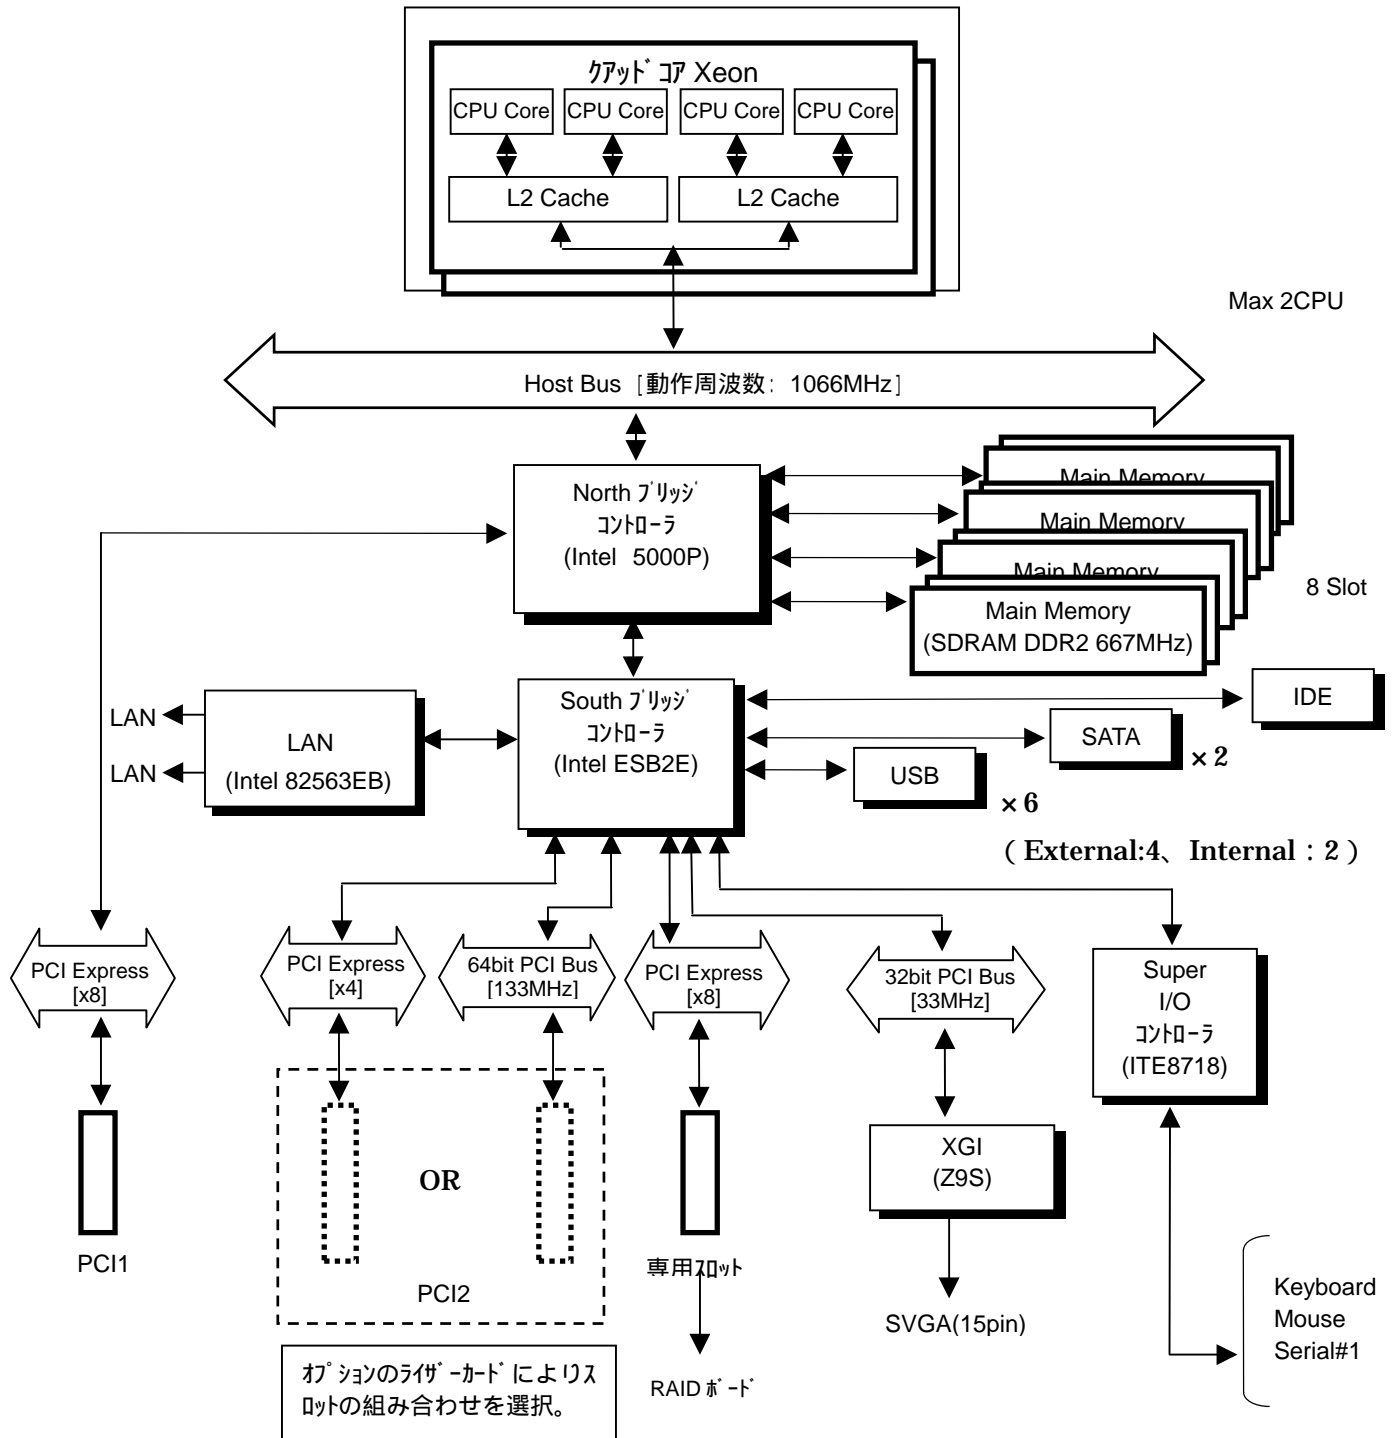 ｸｱｯﾄﾞｺｱ Xeon
CPU Core CPU Core CPU Core CPU Core
L2 Cache L2 Cache
Max 2CPU
Host Bus [動作周波数: 1066MHz]
North ﾌﾞﾘｯｼﾞ
ｺﾝﾄﾛｰﾗ
(Intel 5000P)
Main Memory
Main Memory
Main Memory
Main Memory
(SDRAM DDR2 667MHz)
8 Slot
South ﾌﾞﾘｯｼﾞ
ｺﾝﾄﾛｰﾗ
(Intel ESB2E)
LAN
LAN
LAN
(Intel 82563EB)
IDE
SATA
×2
USB
×6
(External:4、Internal：2)
PCI Express
[x8]
PCI Express
[x4]
64bit PCI Bus
[133MHz]
PCI Express
[x8]
32bit PCI Bus
[33MHz]
Super
I/O
ｺﾝﾄﾛｰﾗ
(ITE8718)
OR
XGI
(Z9S)
PCI1
PCI2
専用ｽﾛｯﾄ
SVGA(15pin)
Keyboard
Mouse
Serial#1
ｵﾌﾟｼｮﾝのﾗｲｻﾞｰｶｰﾄﾞによりｽ
ﾛｯﾄの組み合わせを選択。
RAID ﾎﾞｰﾄﾞ